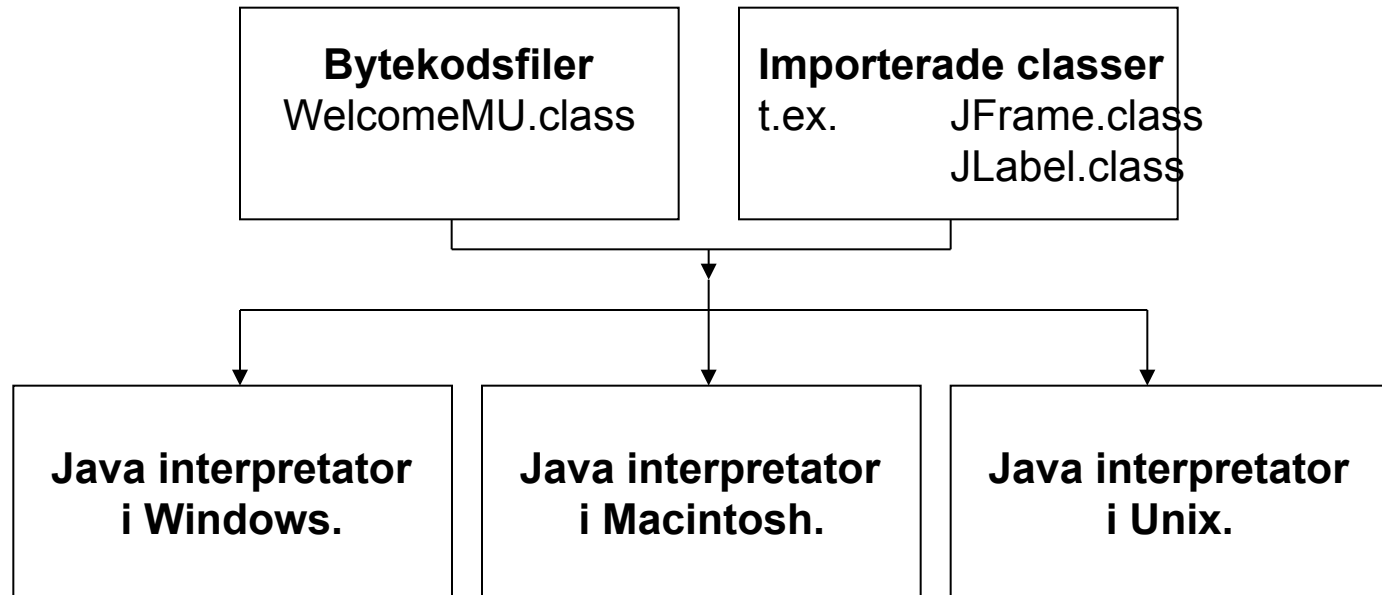 Bytekodsfiler
WelcomeMU.class
Importerade classer
t.ex. JFrame.class
JLabel.class
Java interpretator
i Windows.
Java interpretator
i Macintosh.
Java interpretator
i Unix.